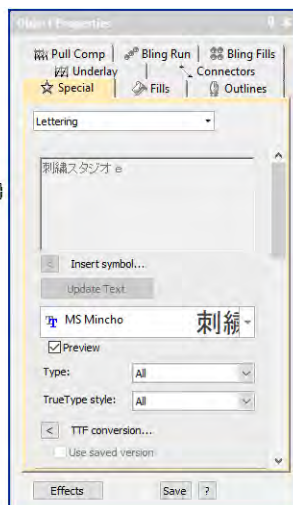 Object Properties
Pull Comp
Bling Run
Bling Fills
Underlay
Connectors
Special
Fills
Outlines
Lettering
刺繍スタジオ e
< Insert symbol...
Update Text
MS Mincho 刺繍
Preview
Type: All
TrueType style: All
< TTF conversion...
Use saved version
Effects
Save
?